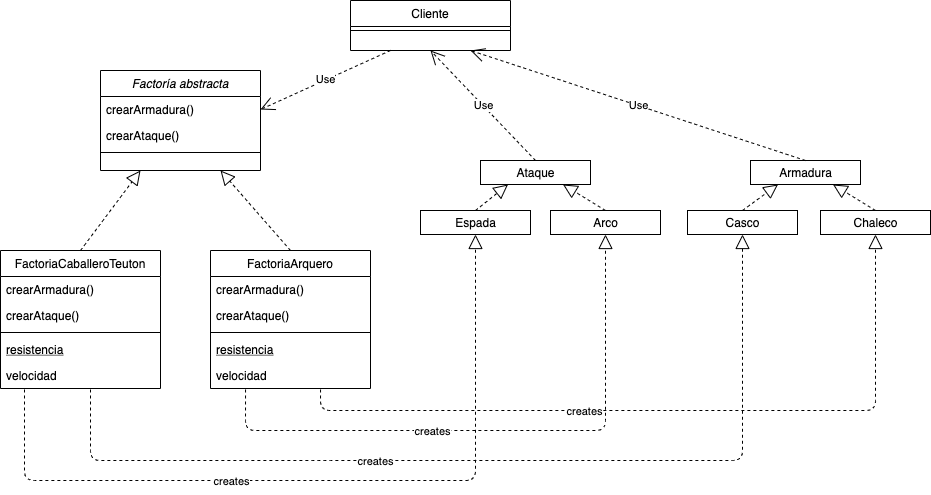 Cliente
Use
Factoría abstracta
crearArmadura()
crearAtaque()
Use
Use
Ataque
Armadura
Espada
Arco
Casco
Chaleco
FactoriaCaballeroTeuton
crearArmadura()
crearAtaque()
resistencia
velocidad
FactoriaArquero
crearArmadura()
crearAtaque()
resistencia
velocidad
creates
creates
creates
creates